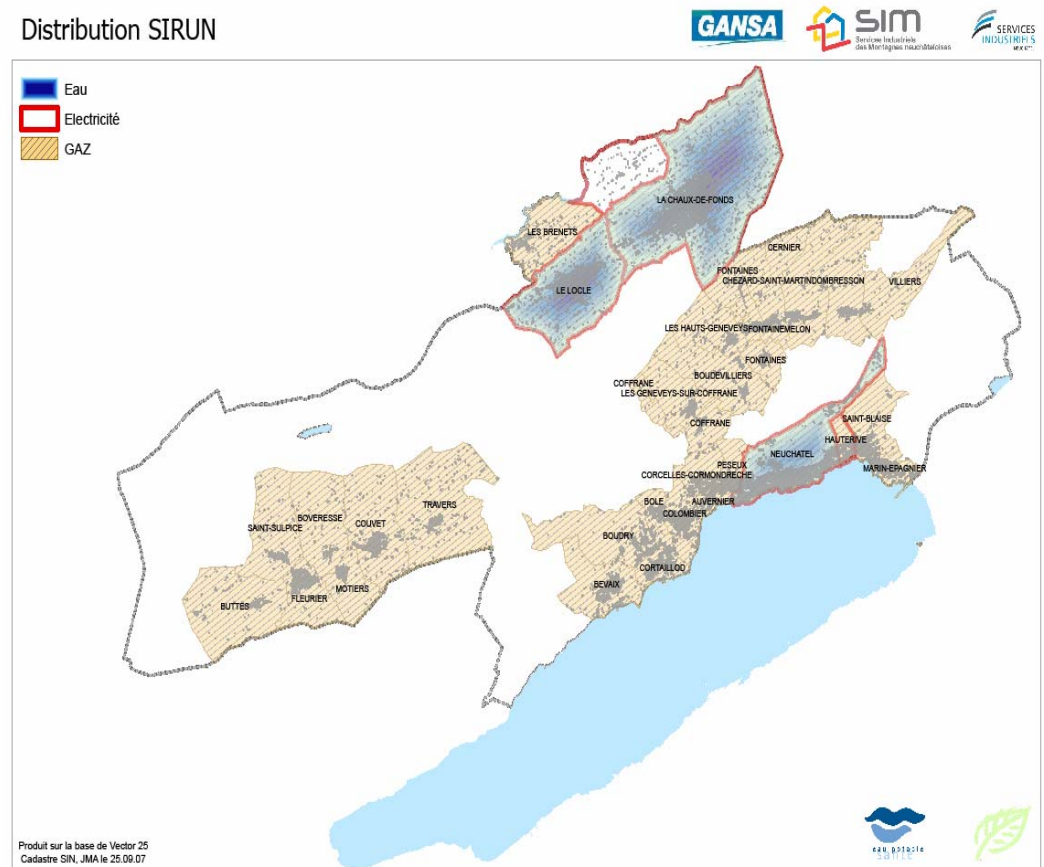 Distribution SIRUN
GANSA
SIM
Services Industriels
des Montagnes neuchâteloises
SERVICES
INDUSTRIELS
Eau
Electricité
GAZ
LA CHAUX-DE-FONDS
LES BRENETS
LE LOCLE
CERNIER
FONTAINES
CHEZARD-SAINT-MARTINDOMBRESSON
VILLIERS
LES HAUTS-GENEVEYSFONTAINEMELON
FONTAINES
BOUDEVILLIERS
COFFRANE
LES GENEVEYS-SUR-COFFRANE
COFFRANE
SAINT-BLAISE
HAUTERIVE
NEUCHATEL
MARIN-EPAGNIER
PESEUX
CORCELLES-CORMONDRECHE
BOLE
AUVERNIER
COLOMBIER
BOUDRY
CORTAILLOD
BEVAIX
TRAVERS
BOVERESSE
COUVET
SAINT-SULPICE
MOTIERS
FLEURIER
BUTTES
eau potable
santé
Produit sur la base de Vector 25
Cadastre SIN, JMA le 25.09.07